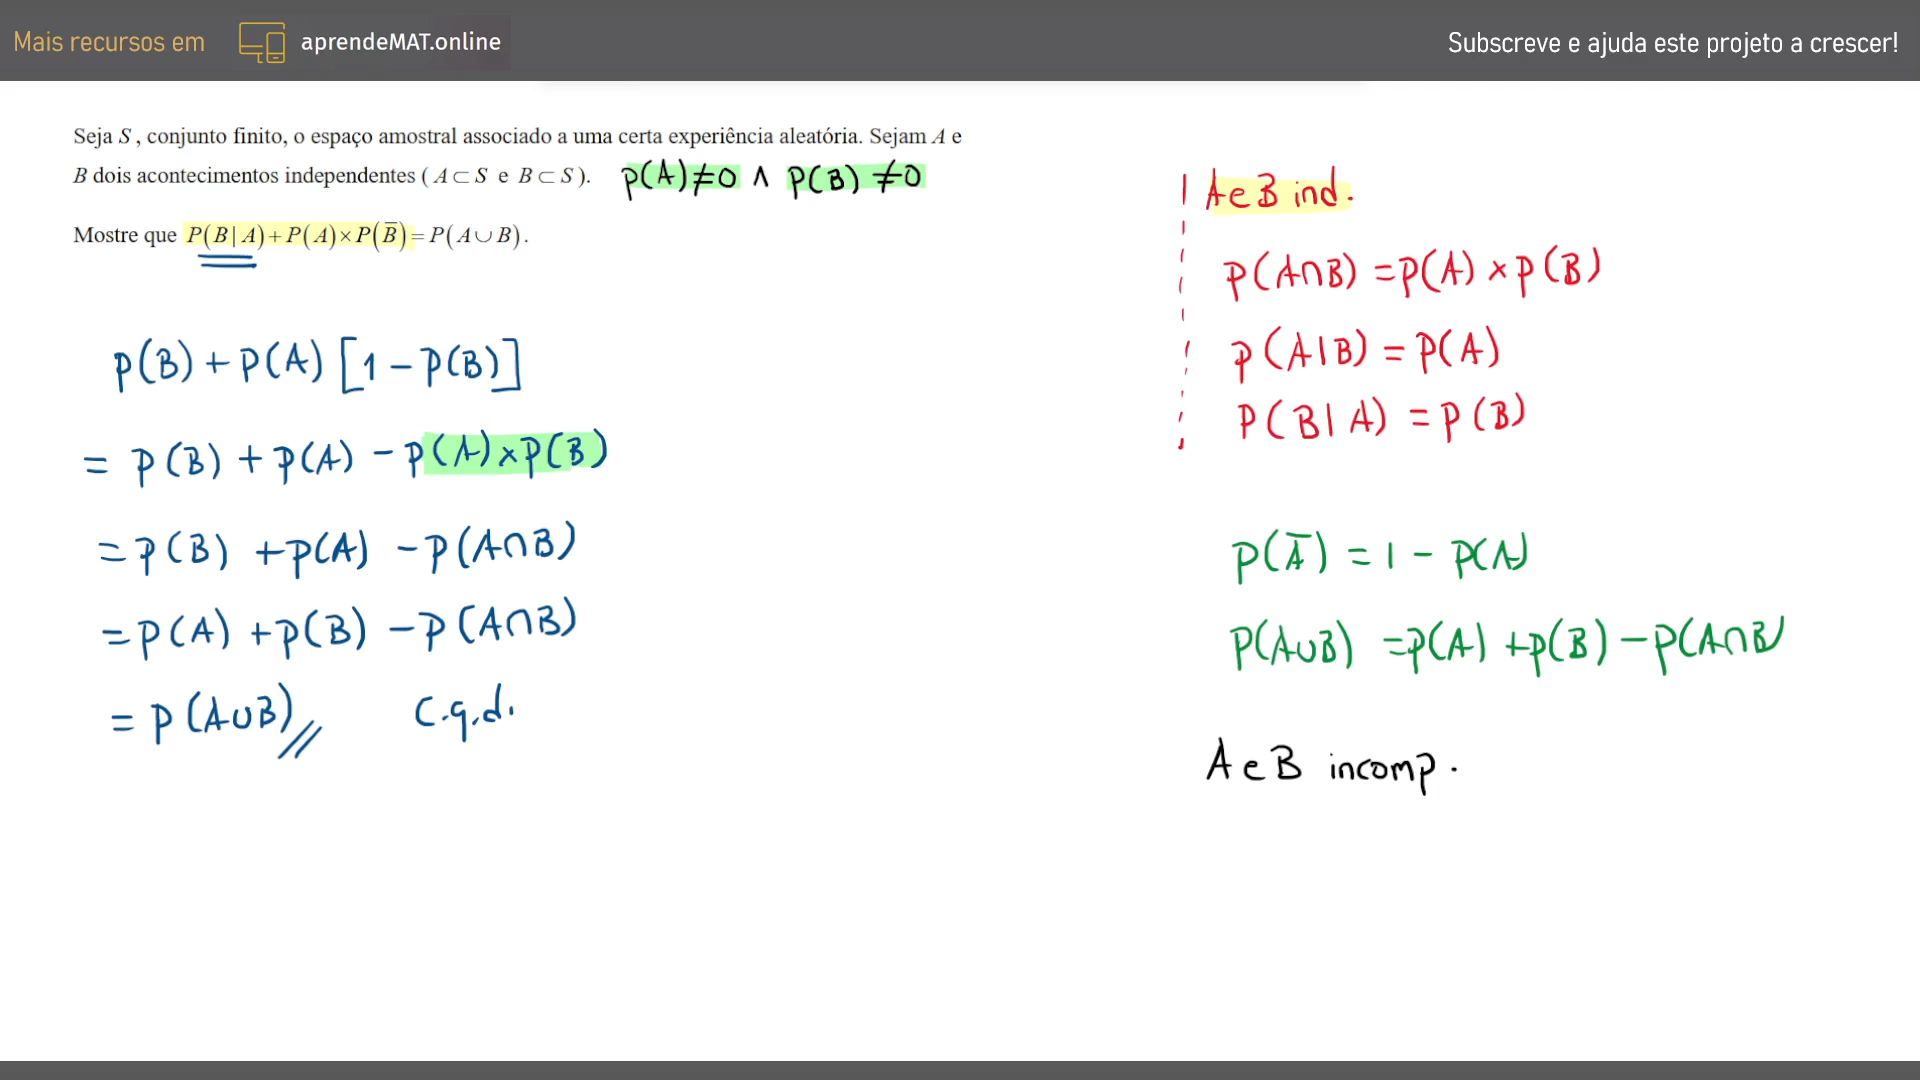 Mais recursos em aprendeMAT.online
Subscreve e ajuda este projeto a crescer!
Seja S, conjunto finito, o espaço amostral associado a uma certa experiência aleatória. Sejam A e
B dois acontecimentos independentes ( A ⊂ S e B ⊂ S ). P(A)≠0 ∧ P(B)≠0
Mostre que P(B|A)+P(A)×P(B̅)=P(A∪B).
P(B)+P(A)[1-P(B)]
= P(B)+P(A)-P(A)×P(B)
=P(B)+P(A)-P(A∩B)
=P(A)+P(B)-P(A∩B)
=P(A∪B)// c.q.d.
A e B ind.
P(A∩B)=P(A)×P(B)
P(A|B)=P(A)
P(B|A)=P(B)
P(A̅)=1-P(A)
P(A∪B)=P(A)+P(B)-P(A∩B)
A e B incomp.